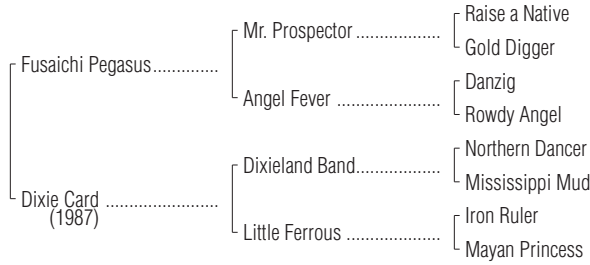 Raise a Native
Mr. Prospector ..................
Gold Digger
Fusaichi Pegasus..............
Danzig
Angel Fever ......................
Rowdy Angel
Northern Dancer
Dixieland Band..................
Mississippi Mud
Dixie Card ........................
(1987)
Iron Ruler
Little Ferrous ....................
Mayan Princess